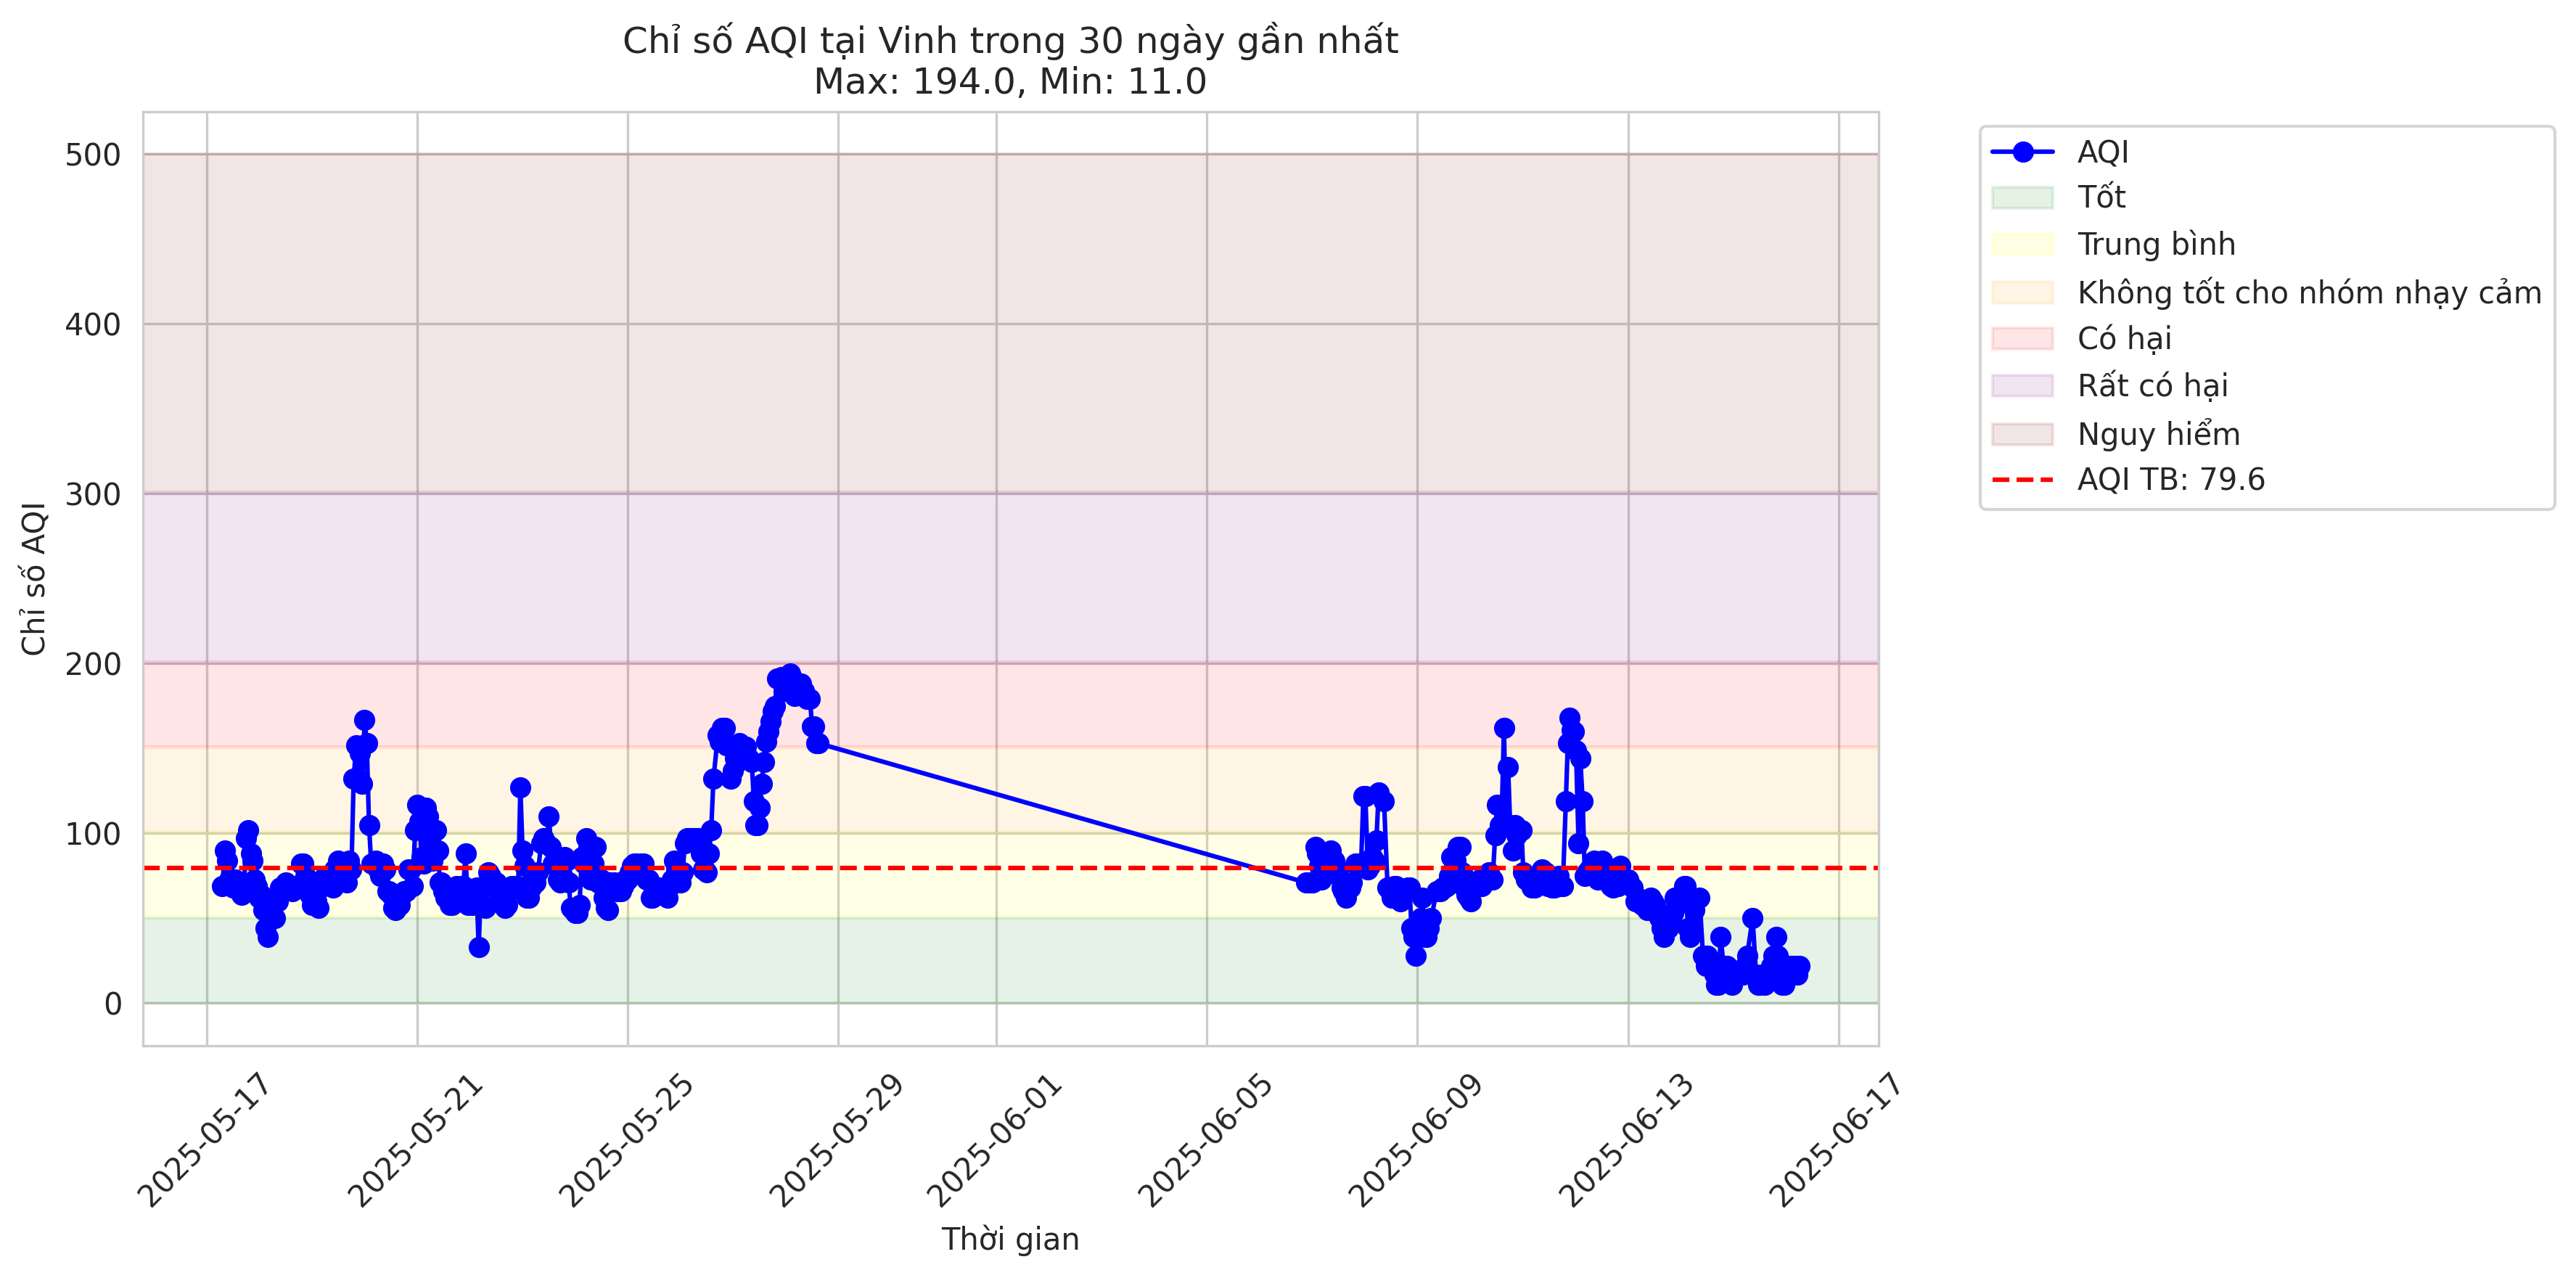 Chỉ số AQI tại Vinh trong 30 ngày gần nhất
Max: 194.0, Min: 11.0
Chỉ số AQI
500
400
300
200
100
0
2025-05-17
2025-05-21
2025-05-25
2025-05-29
2025-06-01
2025-06-05
2025-06-09
2025-06-13
2025-06-17
Thời gian
AQI
Tốt
Trung bình
Không tốt cho nhóm nhạy cảm
Có hại
Rất có hại
Nguy hiểm
AQI TB: 79.6